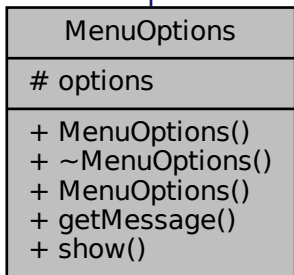 MenuOptions
# options
+ MenuOptions()
+ ~MenuOptions()
+ MenuOptions()
+ getMessage()
+ show()